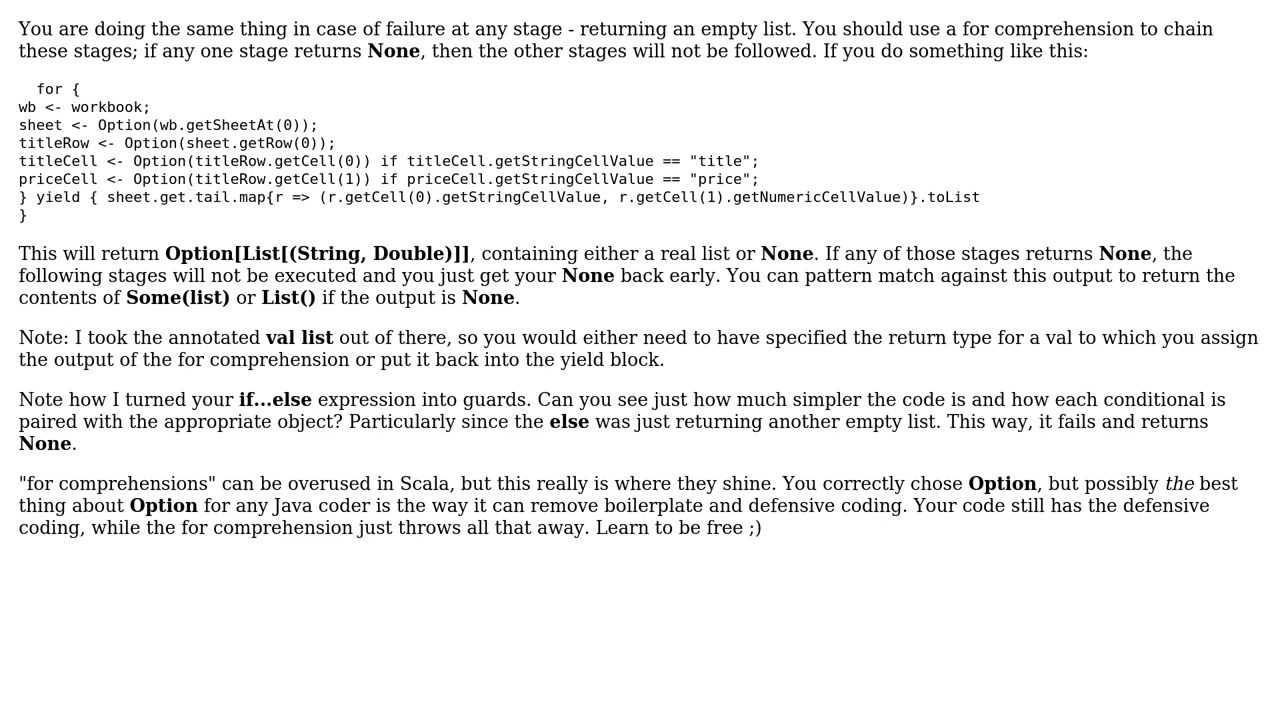 You are doing the same thing in case of failure at any stage - returning an empty list. You should use a for comprehension to chain
these stages; if any one stage returns None, then the other stages will not be followed. If you do something like this:
for {
wb <- workbook;
sheet <- Option(wb.getSheetAt(0));
titleRow <- Option(sheet.getRow(0));
titleCell <- Option(titleRow.getCell(0)) if titleCell.getStringCellValue == "title";
priceCell <- Option(titleRow.getCell(1)) if priceCell.getStringCellValue == "price";
} yield { sheet.get.tail.map{r => (r.getCell(0).getStringCellValue, r.getCell(1).getNumericCellValue)}.toList
}
This will return Option[List[(String, Double)]], containing either a real list or None. If any of those stages returns None, the
following stages will not be executed and you just get your None back early. You can pattern match against this output to return the
contents of Some(list) or List() if the output is None.
Note: I took the annotated val list out of there, so you would either need to have specified the return type for a val to which you assign
the output of the for comprehension or put it back into the yield block.
Note how I turned your if...else expression into guards. Can you see just how much simpler the code is and how each conditional is
paired with the appropriate object? Particularly since the else was just returning another empty list. This way, it fails and returns
None.
"for comprehensions" can be overused in Scala, but this really is where they shine. You correctly chose Option, but possibly the best
thing about Option for any Java coder is the way it can remove boilerplate and defensive coding. Your code still has the defensive
coding, while the for comprehension just throws all that away. Learn to be free ;)